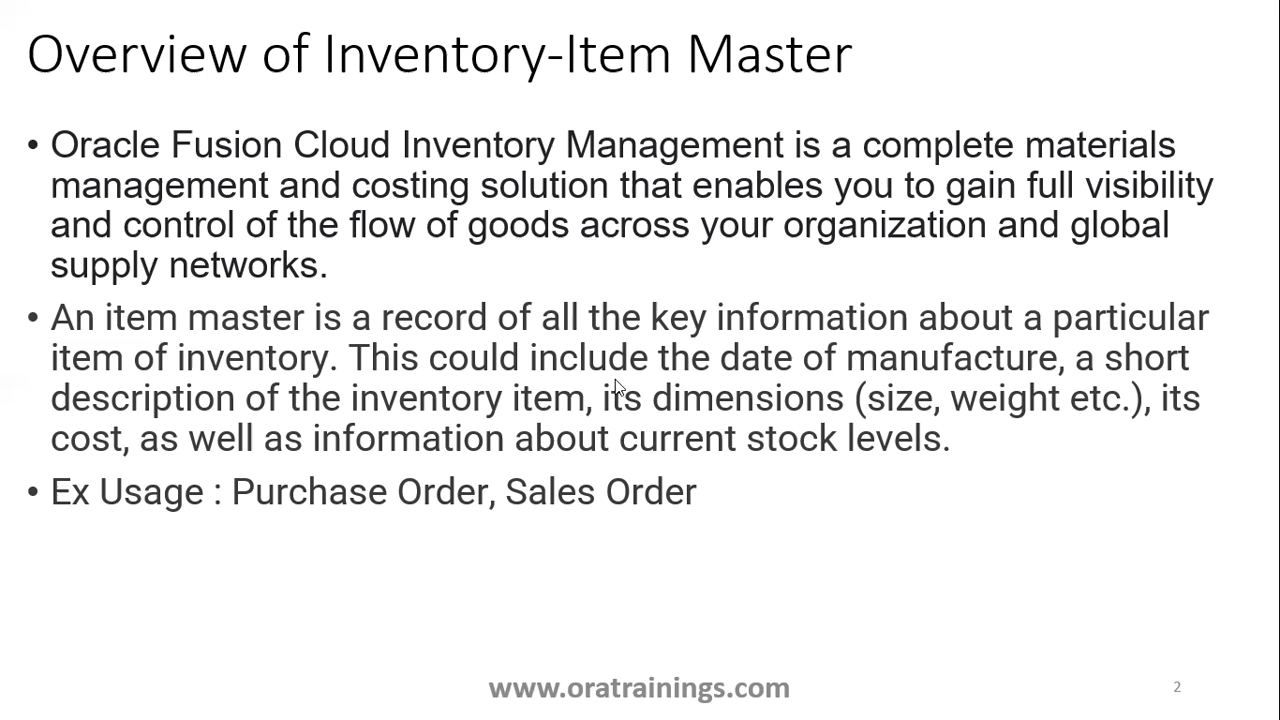 Overview of Inventory-Item Master
• Oracle Fusion Cloud Inventory Management is a complete materials
management and costing solution that enables you to gain full visibility
and control of the flow of goods across your organization and global
supply networks.
• An item master is a record of all the key information about a particular
item of inventory. This could include the date of manufacture, a short
description of the inventory item, its dimensions (size, weight etc.), its
cost, as well as information about current stock levels.
• Ex Usage : Purchase Order, Sales Order
www.oratrainings.com
2